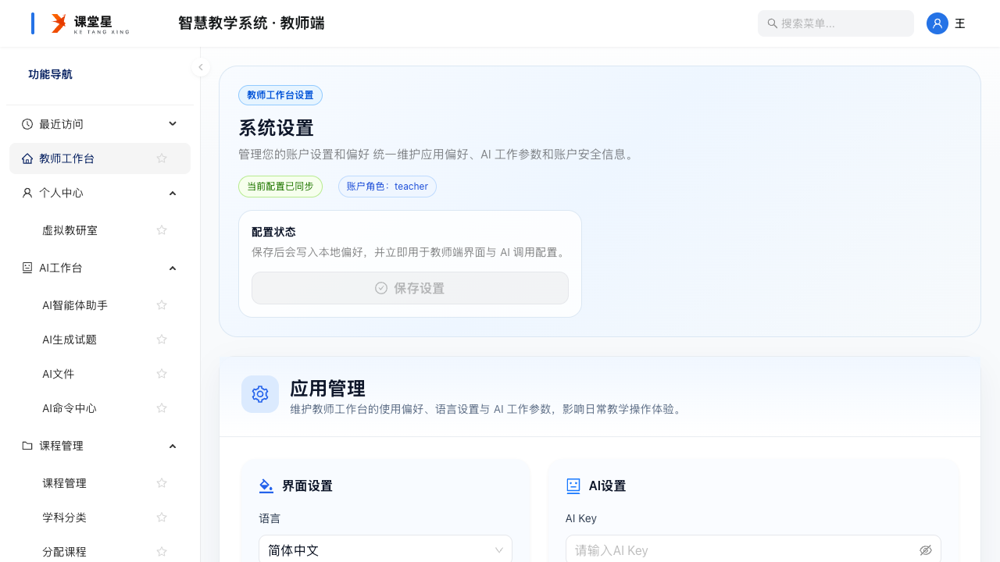 课堂星
KE TANG XING
智慧教学系统 · 教师端
搜索菜单...
王
功能导航
最近访问
教师工作台
个人中心
虚拟教研室
AI工作台
AI智能体助手
AI生成试题
AI文件
AI命令中心
课程管理
课程管理
学科分类
分配课程
教师工作台设置
系统设置
管理您的账户设置和偏好 统一维护应用偏好、AI 工作参数和账户安全信息。
当前配置已同步
账户角色：teacher
配置状态
保存后会写入本地偏好，并立即用于教师端界面与 AI 调用配置。
保存设置
应用管理
维护教师工作台的使用偏好、语言设置与 AI 工作参数，影响日常教学操作体验。
界面设置
语言
简体中文
AI设置
AI Key
请输入AI Key